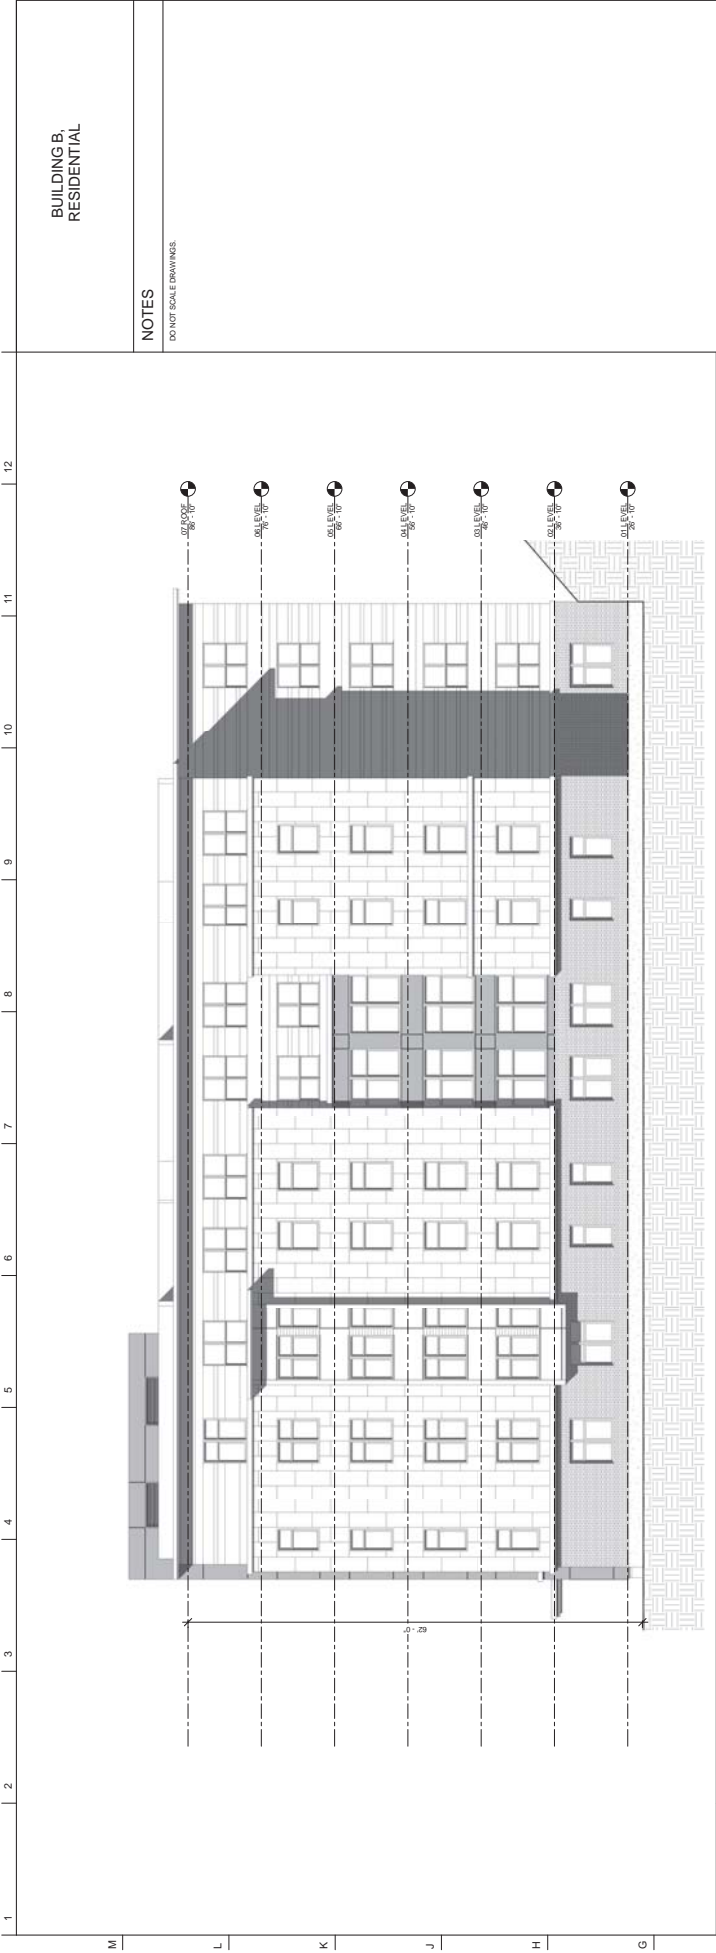 BUILDING B,
RESIDENTIAL
NOTES
DO NOT SCALE DRAWINGS.
1
2
3
4
5
6
7
8
9
10
11
12
M
L
K
J
H
G
07 ROOF
86' - 10"
06 LEVEL
76' - 10"
05 LEVEL
66' - 10"
04 LEVEL
56' - 10"
03 LEVEL
46' - 10"
02 LEVEL
36' - 10"
01 LEVEL
26' - 10"
62' - 0"